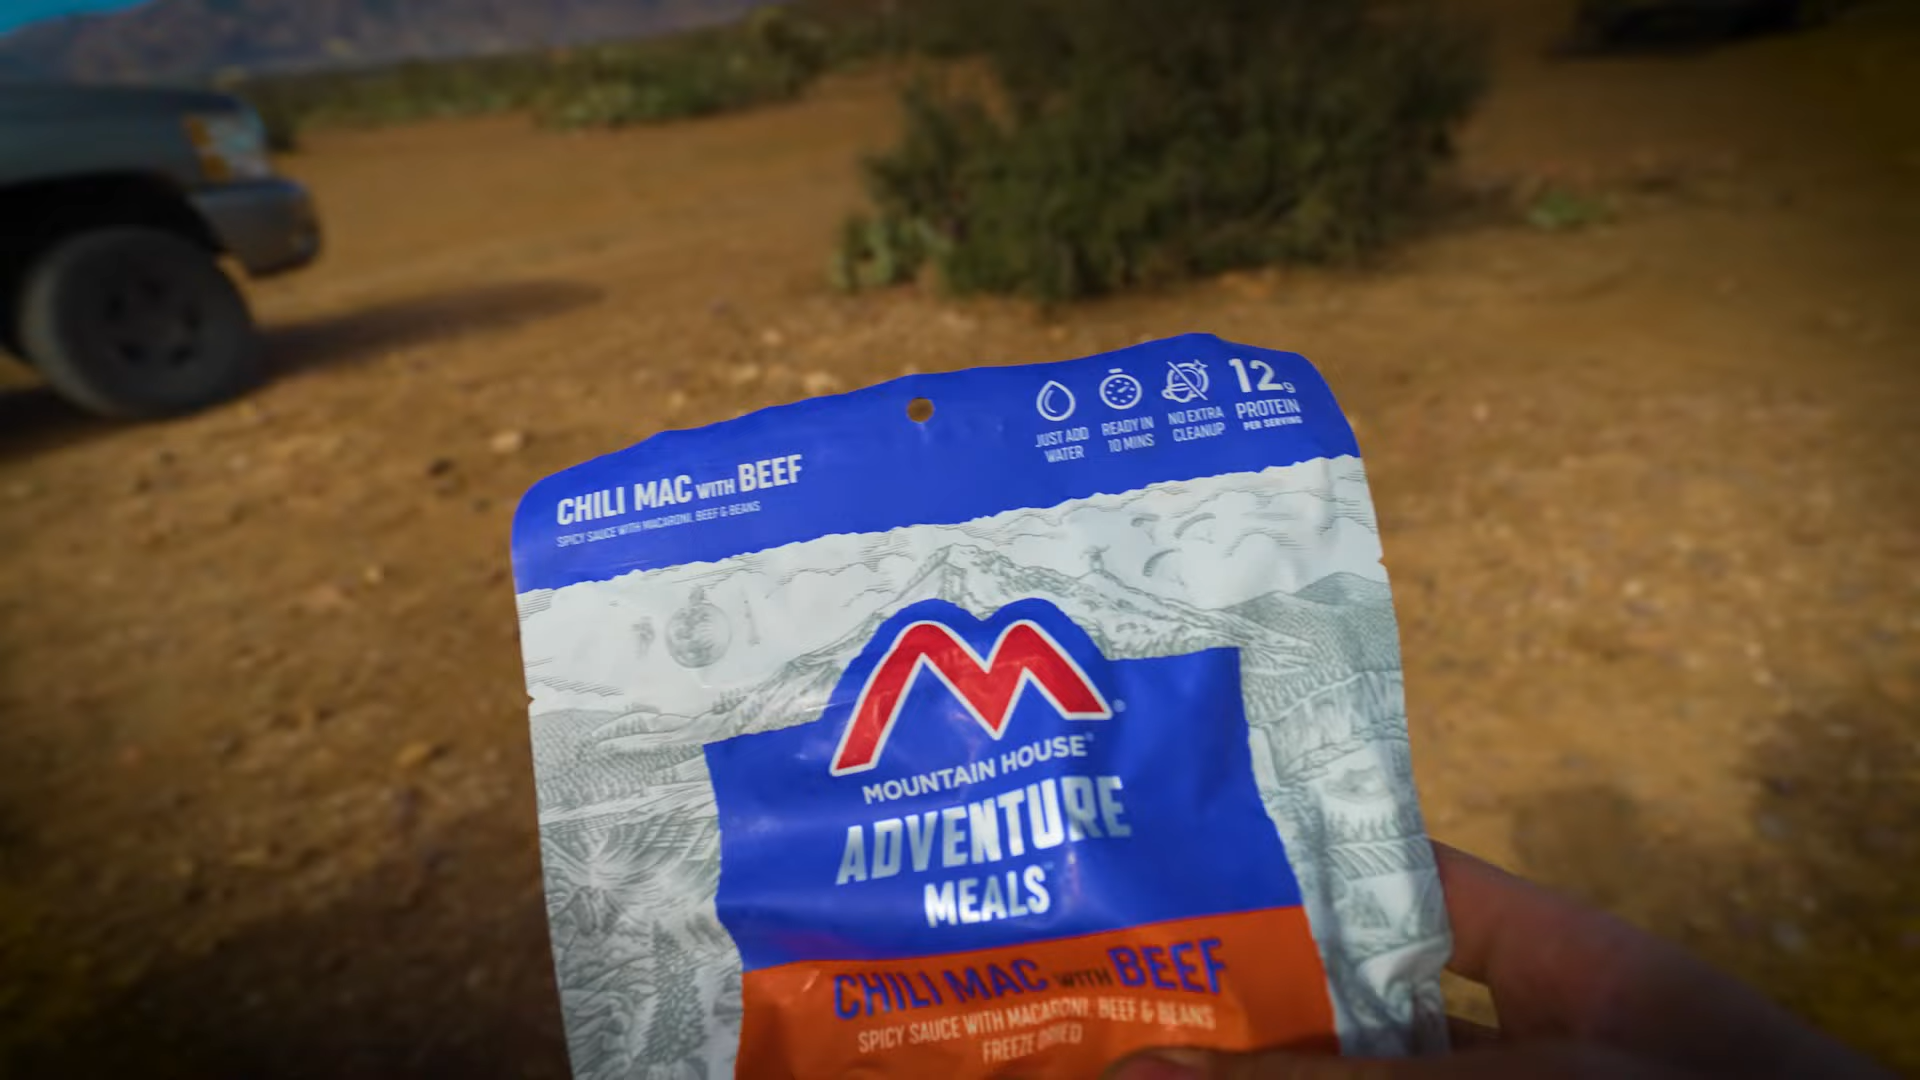 12g
JUST ADD
WATER
READY IN
10 MINS
NO EXTRA
CLEANUP
PROTEIN
PER SERVING
CHILI MAC WITH BEEF
SPICY SAUCE WITH MACARONI, BEEF & BEANS
MOUNTAIN HOUSE®
ADVENTURE
MEALS™
CHILI MAC WITH BEEF
SPICY SAUCE WITH MACARONI, BEEF & BEANS
FREEZE DRIED